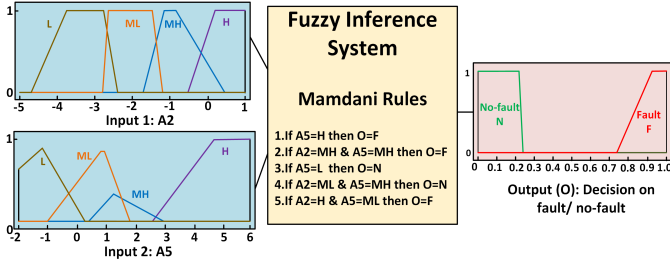 1
L
ML
MH
H
0
-5 -4 -3 -2 -1 0 1
Input 1: A2
1
L
ML
MH
H
0
-2 -1 0 1 2 3 4 5 6
Input 2: A5
Fuzzy Inference
System
Mamdani Rules
1.If A5=H then O=F
2.If A2=MH & A5=MH then O=F
3.If A5=L then O=N
4.If A2=ML & A5=MH then O=N
5.If A2=H & A5=ML then O=F
1
No-fault
N
Fault
F
0
0 0.1 0.2 0.3 0.4 0.5 0.6 0.7 0.8 0.9 1.0
Output (O): Decision on
fault/ no-fault